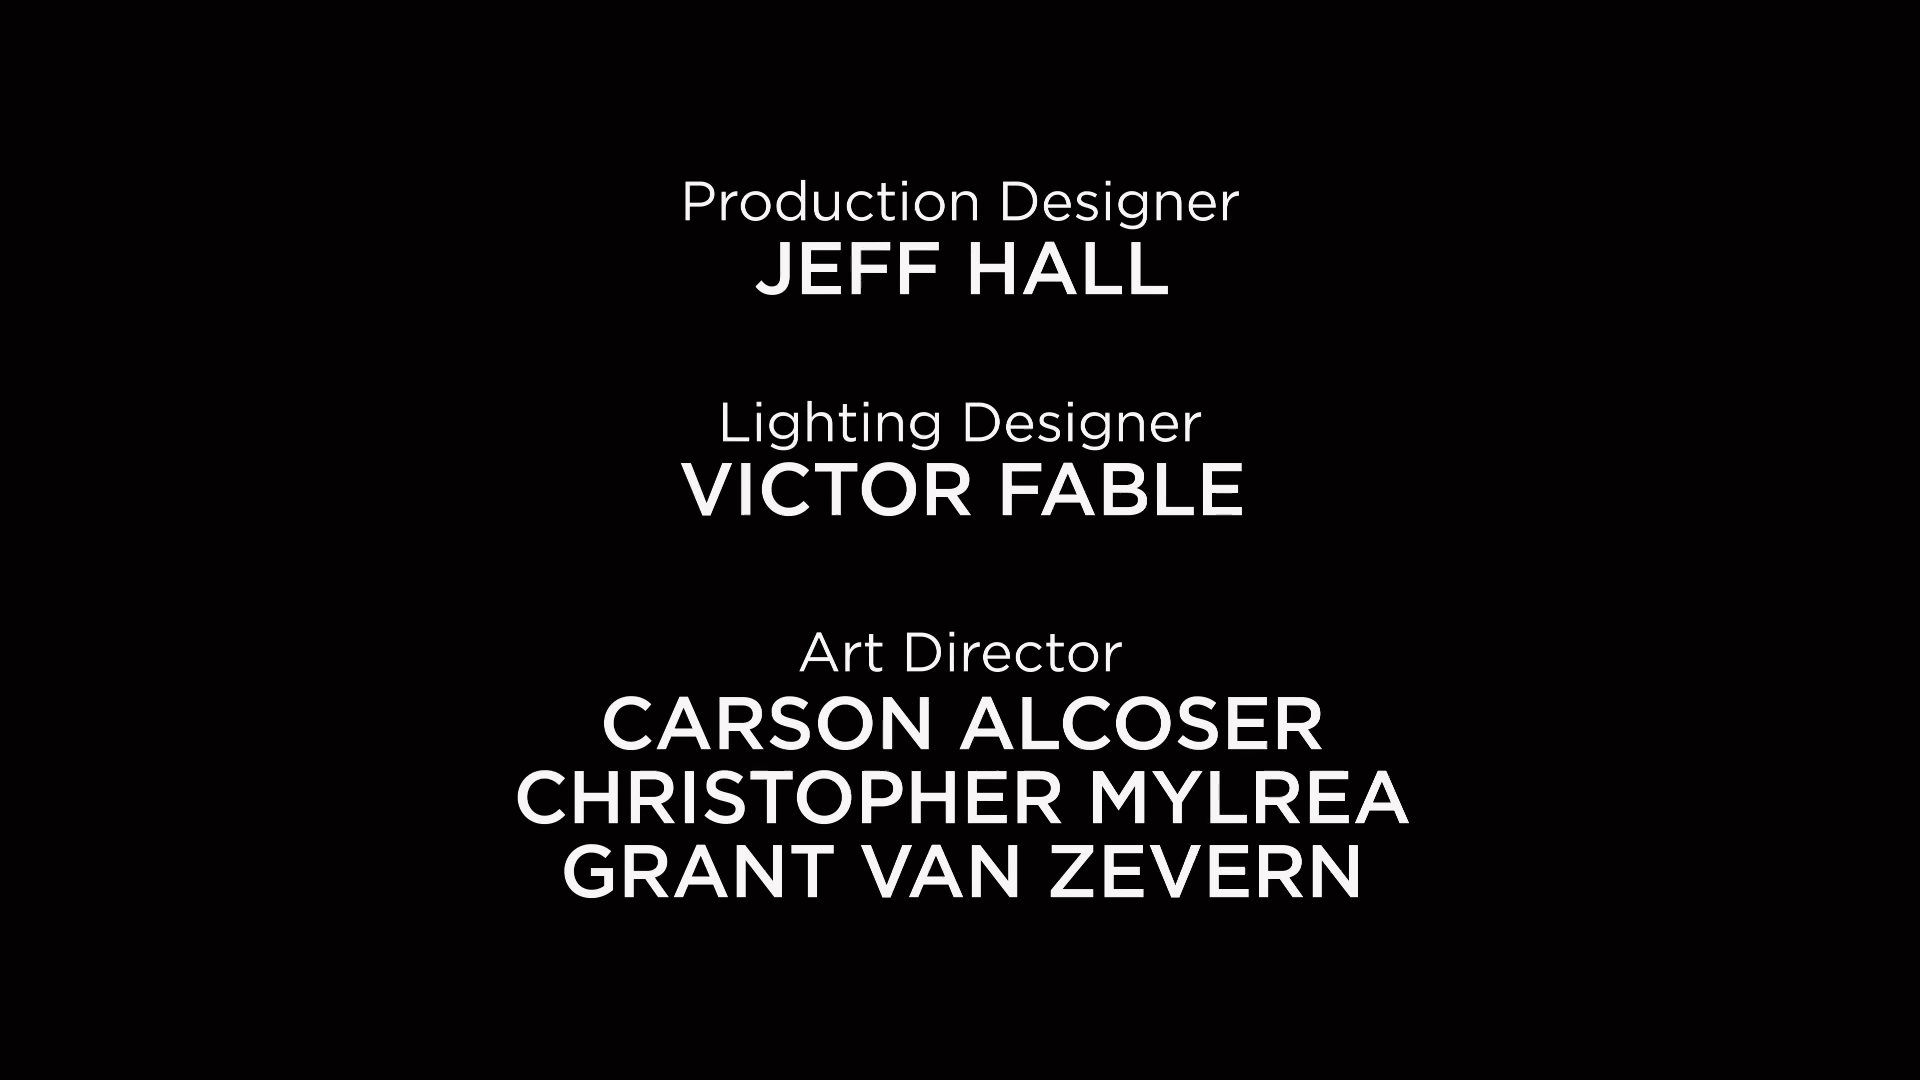 Production Designer
JEFF HALL
Lighting Designer
VICTOR FABLE
Art Director
CARSON ALCOSER
CHRISTOPHER MYLREA
GRANT VAN ZEVERN